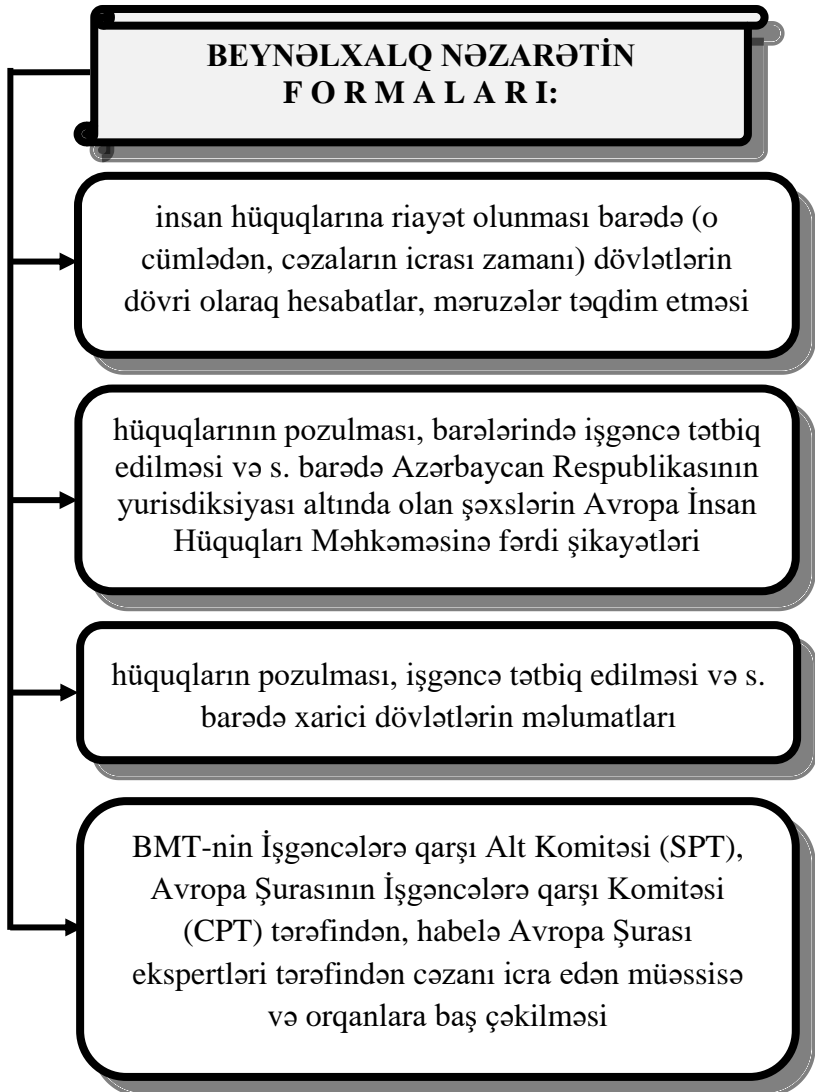 BEYNƏLXALQ NƏZARƏTİN
F O R M A L A R I:
insan hüquqlarına riayət olunması barədə (o
cümlədən, cəzaların icrası zamanı) dövlətlərin
dövri olaraq hesabatlar, məruzələr təqdim etməsi
hüquqlarının pozulması, barələrində işgəncə tətbiq
edilməsi və s. barədə Azərbaycan Respublikasının
yurisdiksiyası altında olan şəxslərin Avropa İnsan
Hüquqları Məhkəməsinə fərdi şikayətləri
hüquqların pozulması, işgəncə tətbiq edilməsi və s.
barədə xarici dövlətlərin məlumatları
BMT-nin İşgəncələrə qarşı Alt Komitəsi (SPT),
Avropa Şurasının İşgəncələrə qarşı Komitəsi
(CPT) tərəfindən, habelə Avropa Şurası
ekspertləri tərəfindən cəzanı icra edən müəssisə
və orqanlara baş çəkilməsi